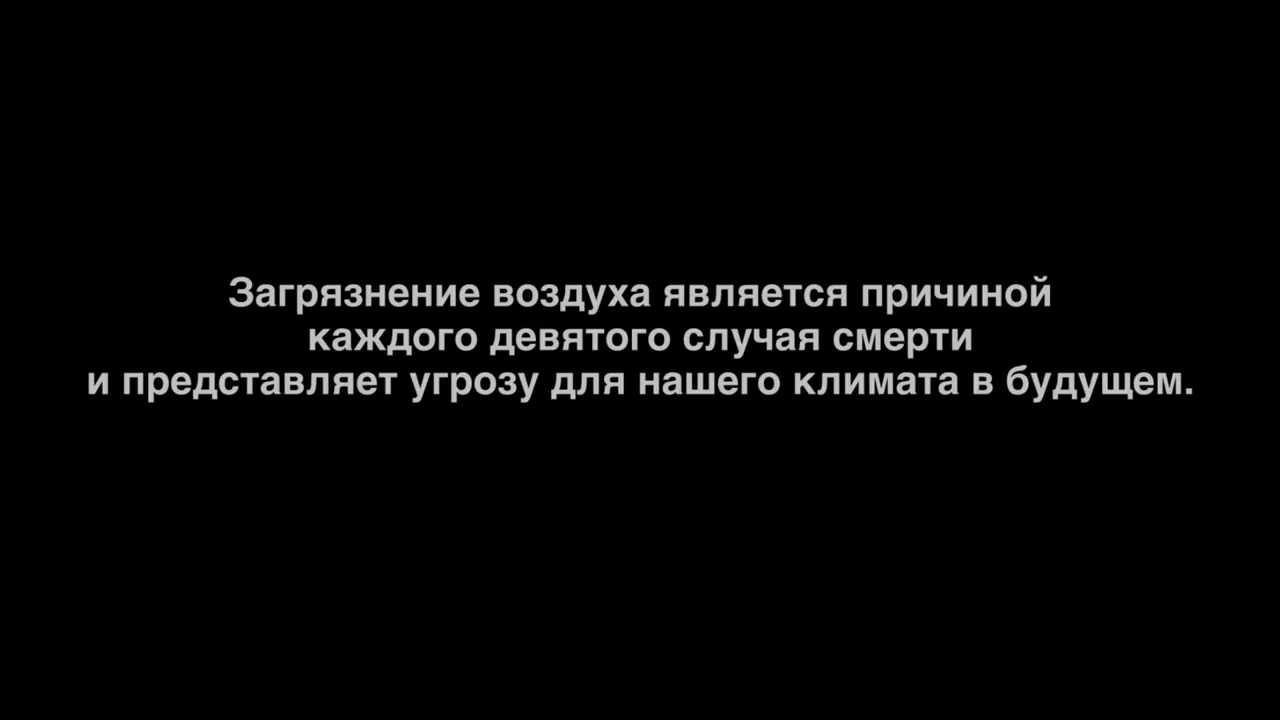 Загрязнение воздуха является причиной
каждого девятого случая смерти
и представляет угрозу для нашего климата в будущем.